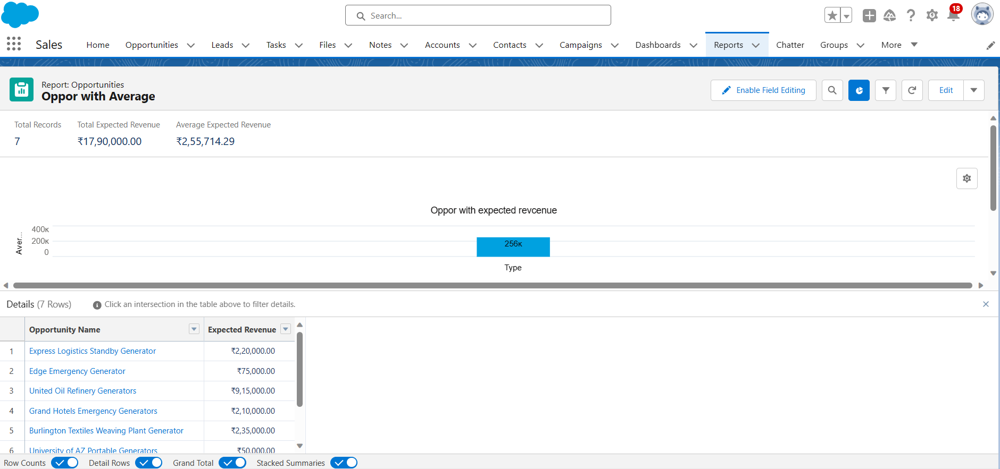 Search...
18
Sales Home Opportunities Leads Tasks Files Notes Accounts Contacts Campaigns Dashboards Reports Chatter Groups More
Report: Opportunities
Oppor with Average
Enable Field Editing
Edit
Total Records Total Expected Revenue Average Expected Revenue
7 ₹17,90,000.00 ₹2,55,714.29
Oppor with expected revcenue
Aver...
400K
200K
0
256K
Type
Details (7 Rows) Click an intersection in the table above to filter details.
Opportunity Name Expected Revenue
1 Express Logistics Standby Generator ₹2,20,000.00
2 Edge Emergency Generator ₹75,000.00
3 United Oil Refinery Generators ₹9,15,000.00
4 Grand Hotels Emergency Generators ₹2,10,000.00
5 Burlington Textiles Weaving Plant Generator ₹2,35,000.00
6 University of AZ Portable Generators ₹50,000.00
Row Counts Detail Rows Grand Total Stacked Summaries